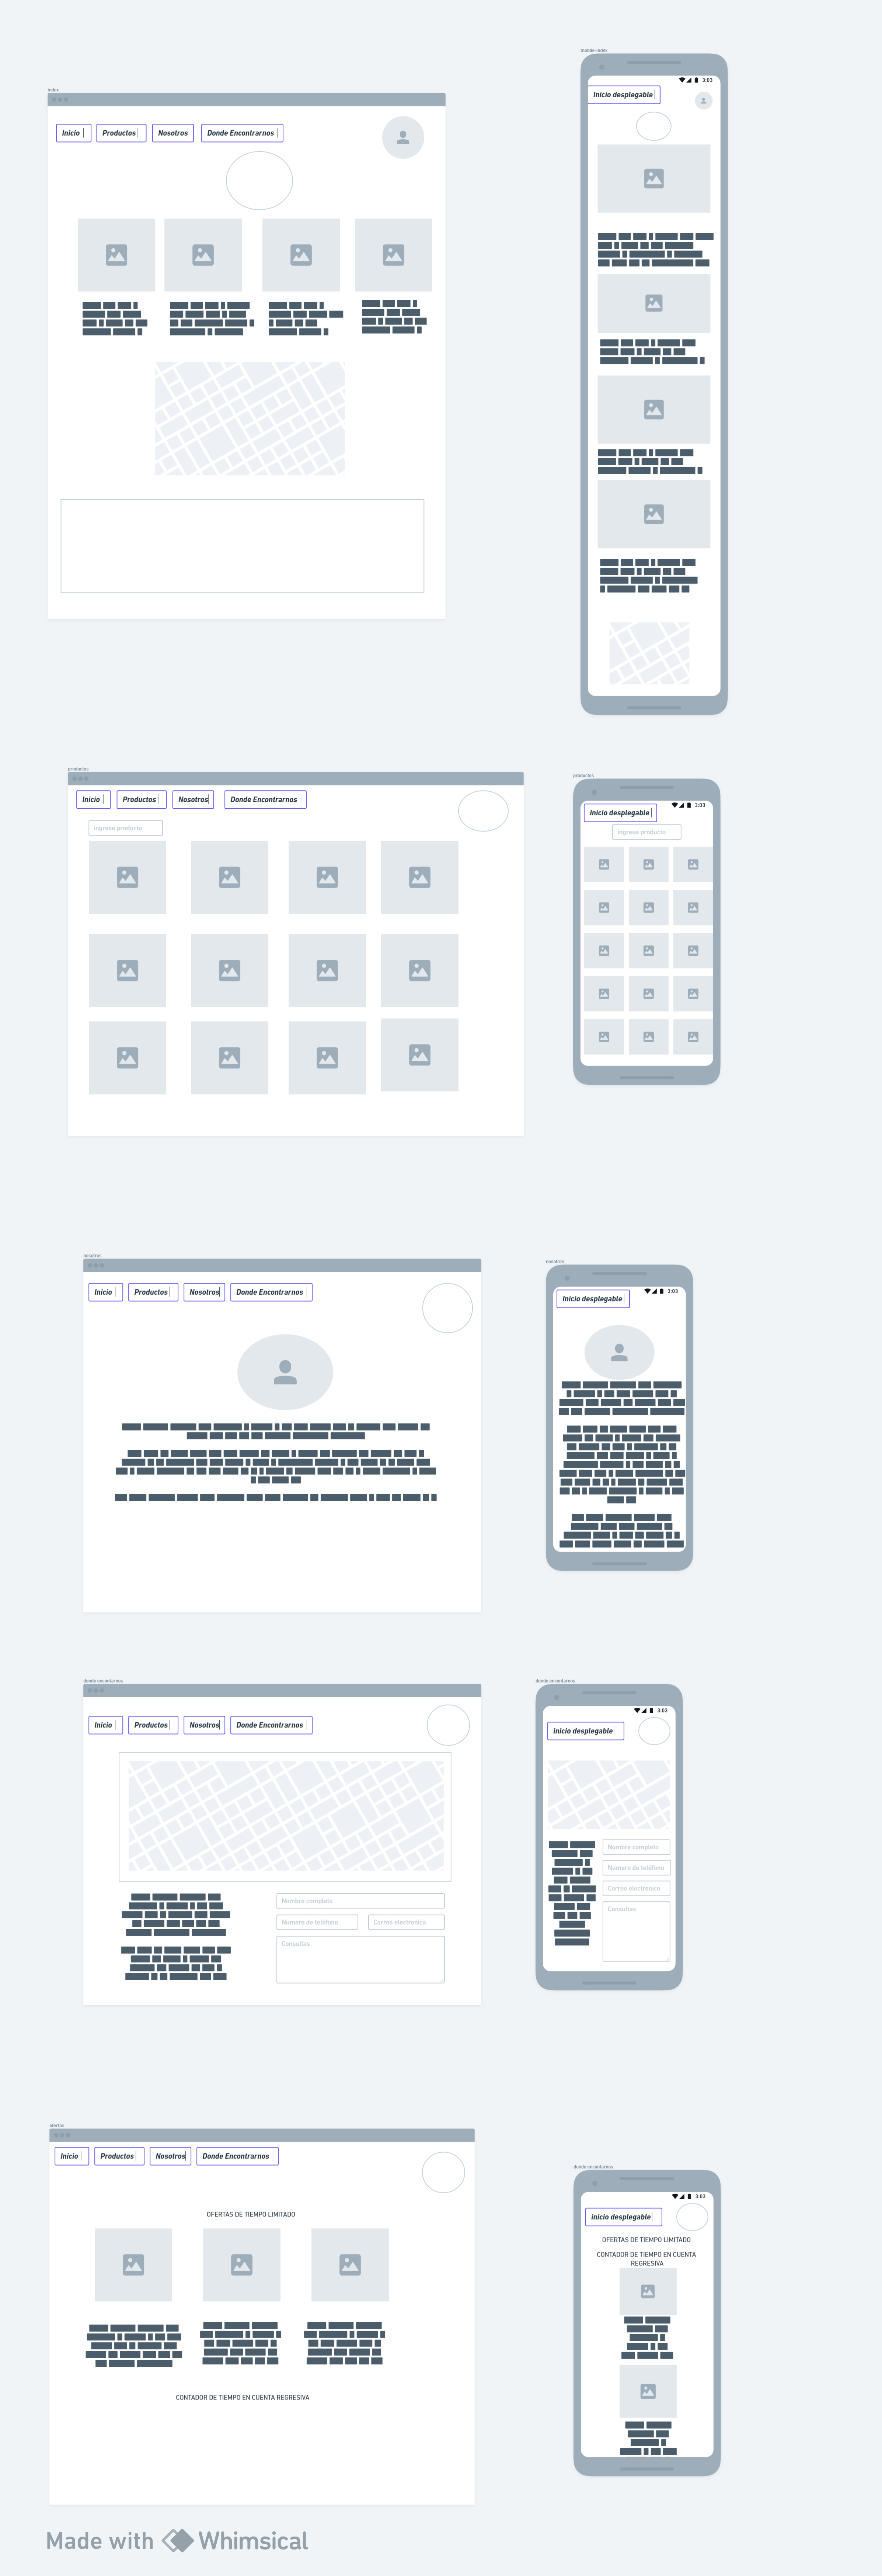 index
Inicio
Productos
Nosotros
Donde Encontrarnos
mobile index
3:03
Inicio desplegable
productos
Inicio
Productos
Nosotros
Donde Encontrarnos
ingrese producto
productos
3:03
Inicio desplegable
ingrese producto
nosotros
Inicio
Productos
Nosotros
Donde Encontrarnos
nosotros
3:03
Inicio desplegable
donde encontarnos
Inicio
Productos
Nosotros
Donde Encontrarnos
Nombre completo
Numero de teléfono
Correo electronico
Consultas
donde encontarnos
3:03
inicio desplegable
Nombre completo
Numero de teléfono
Correo electronico
Consultas
ofertas
Inicio
Productos
Nosotros
Donde Encontrarnos
OFERTAS DE TIEMPO LIMITADO
CONTADOR DE TIEMPO EN CUENTA REGRESIVA
donde encontarnos
3:03
inicio desplegable
OFERTAS DE TIEMPO LIMITADO
CONTADOR DE TIEMPO EN CUENTA
REGRESIVA
Made with Whimsical